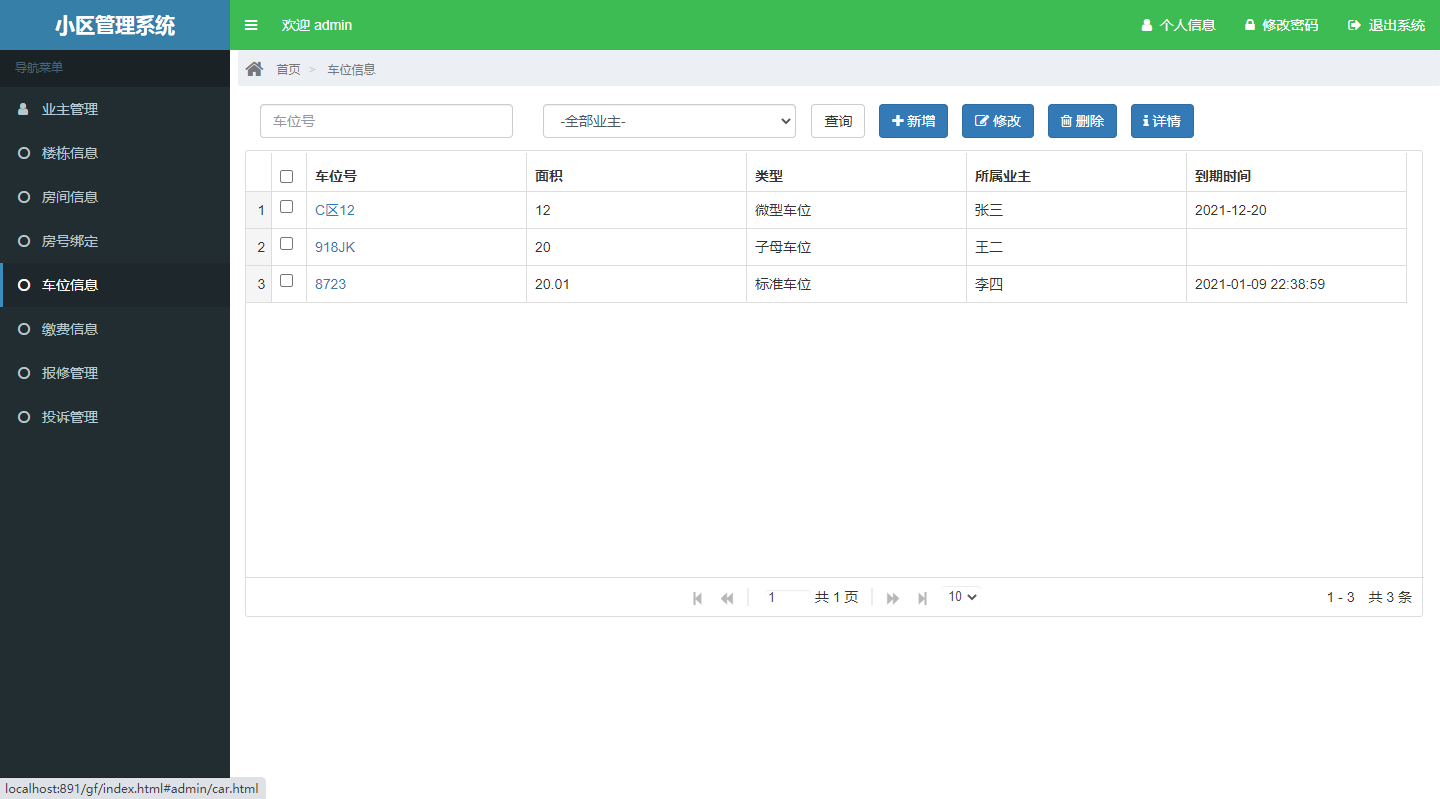 小区管理系统
欢迎 admin
个人信息
修改密码
退出系统
导航菜单
业主管理
楼栋信息
房间信息
房号绑定
车位信息
缴费信息
报修管理
投诉管理
首页 > 车位信息
车位号
-全部业主-
查询
新增
修改
删除
详情
车位号 面积 类型 所属业主 到期时间
1 C区12 12 微型车位 张三 2021-12-20
2 918JK 20 子母车位 王二
3 8723 20.01 标准车位 李四 2021-01-09 22:38:59
1 共 1 页 10
1 - 3 共 3 条
localhost:891/gf/index.html#admin/car.html